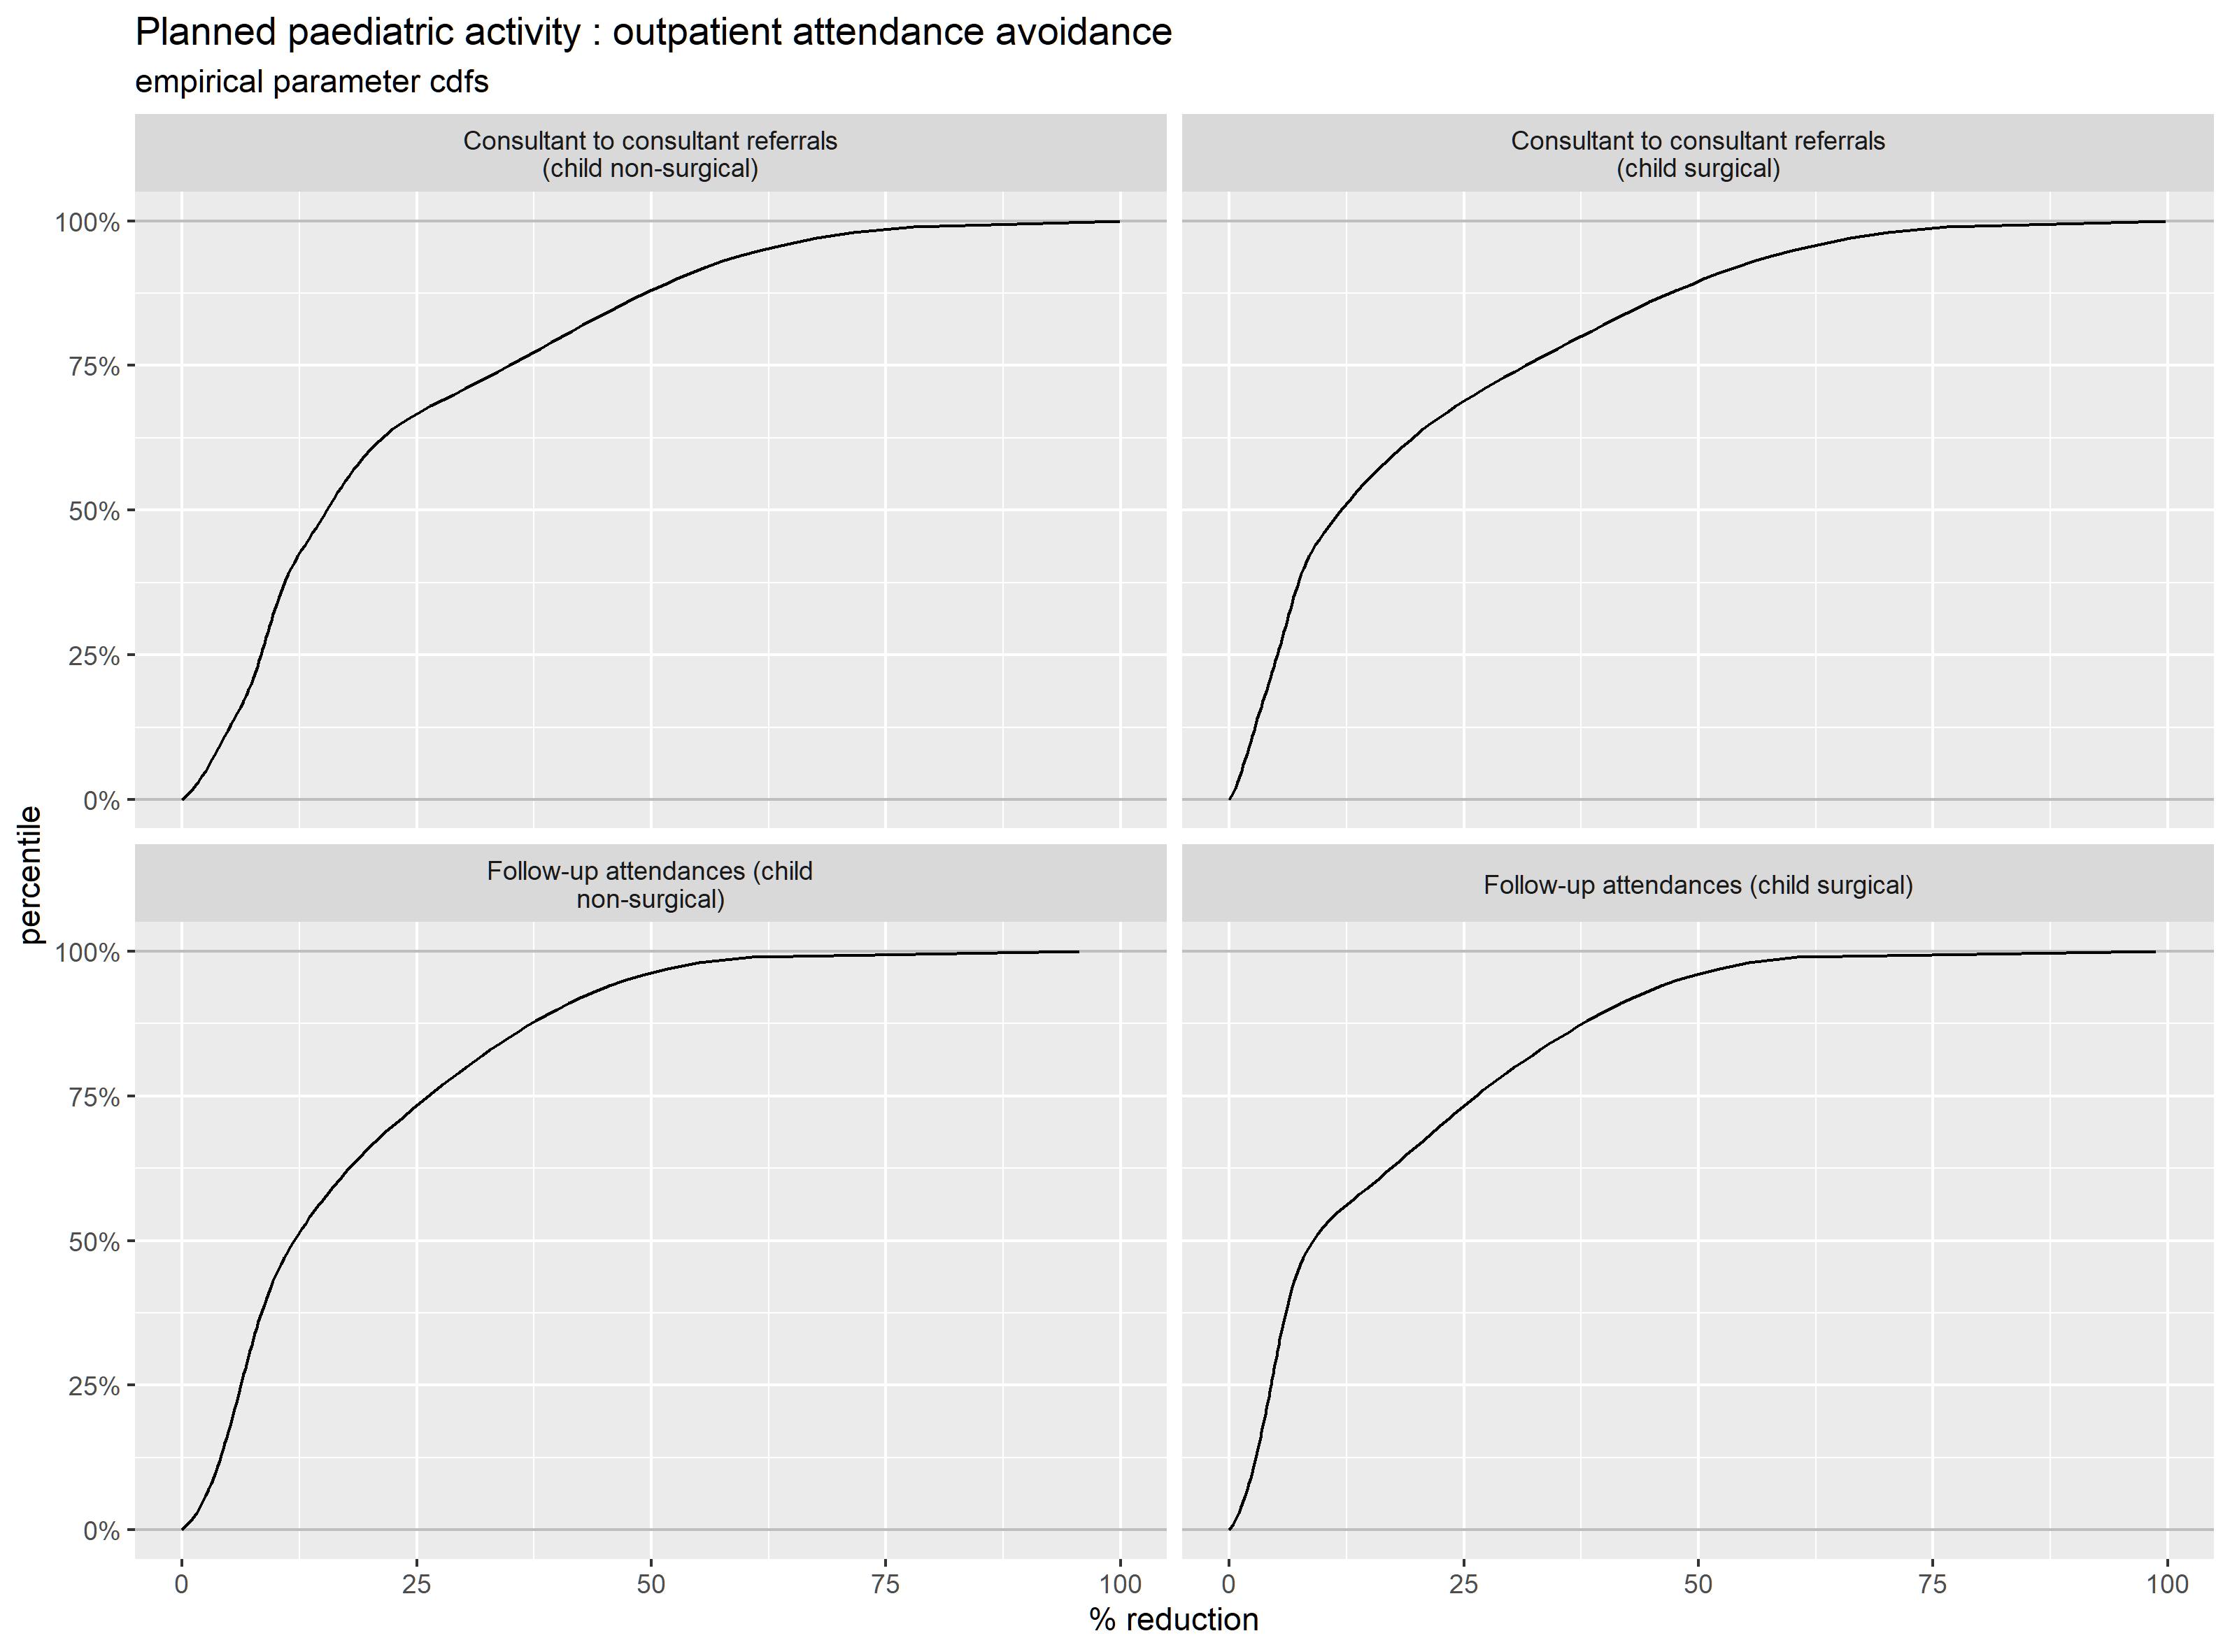 Planned paediatric activity : outpatient attendance avoidance
empirical parameter cdfs
Consultant to consultant referrals
(child non-surgical)
Consultant to consultant referrals
(child surgical)
100%
75%
50%
25%
0%
percentile
Follow-up attendances (child
non-surgical)
Follow-up attendances (child surgical)
100%
75%
50%
25%
0%
0 25 50 75 100
0 25 50 75 100
% reduction